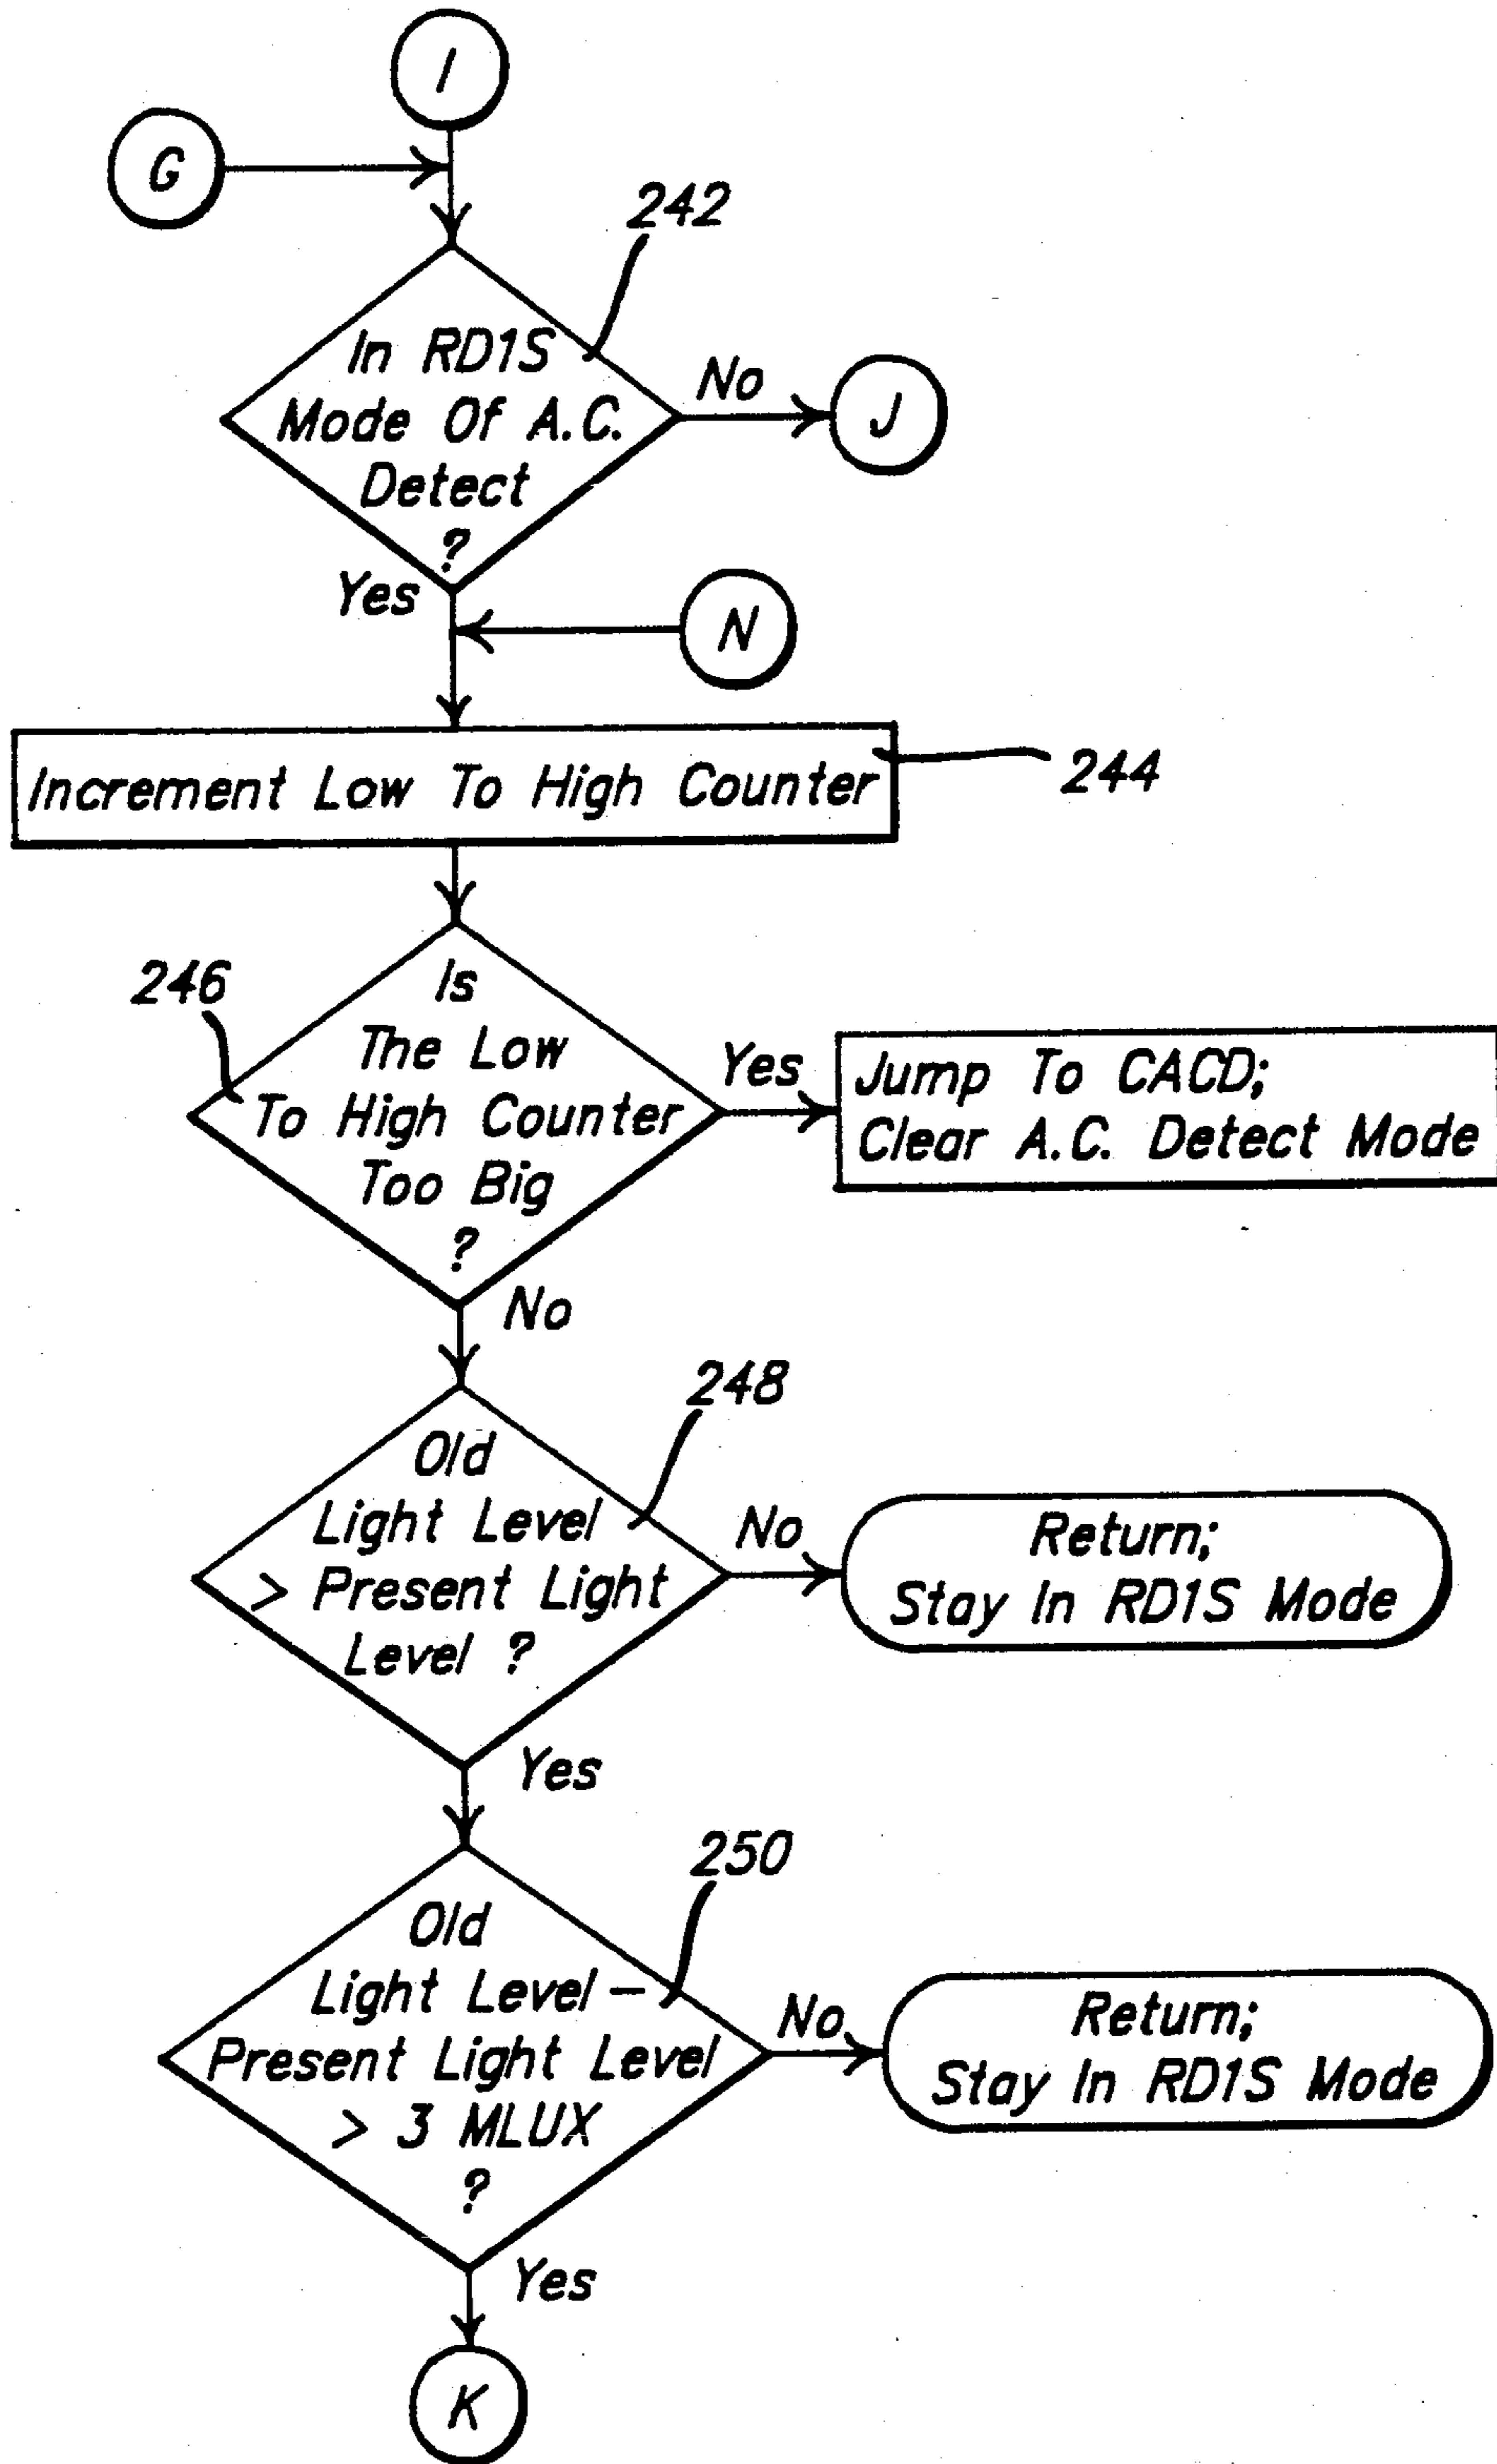 I
G
242
In RD1S
Mode Of A.C.
Detect
?
No
J
Yes
N
Increment Low To High Counter
244
246
Is
The Low
To High Counter
Too Big
?
Yes
Jump To CACD;
Clear A.C. Detect Mode
No
248
Old
Light Level
> Present Light
Level ?
No
Return;
Stay In RD1S Mode
Yes
250
Old
Light Level –
Present Light Level
> 3 MLUX
?
No
Return;
Stay In RD1S Mode
Yes
K